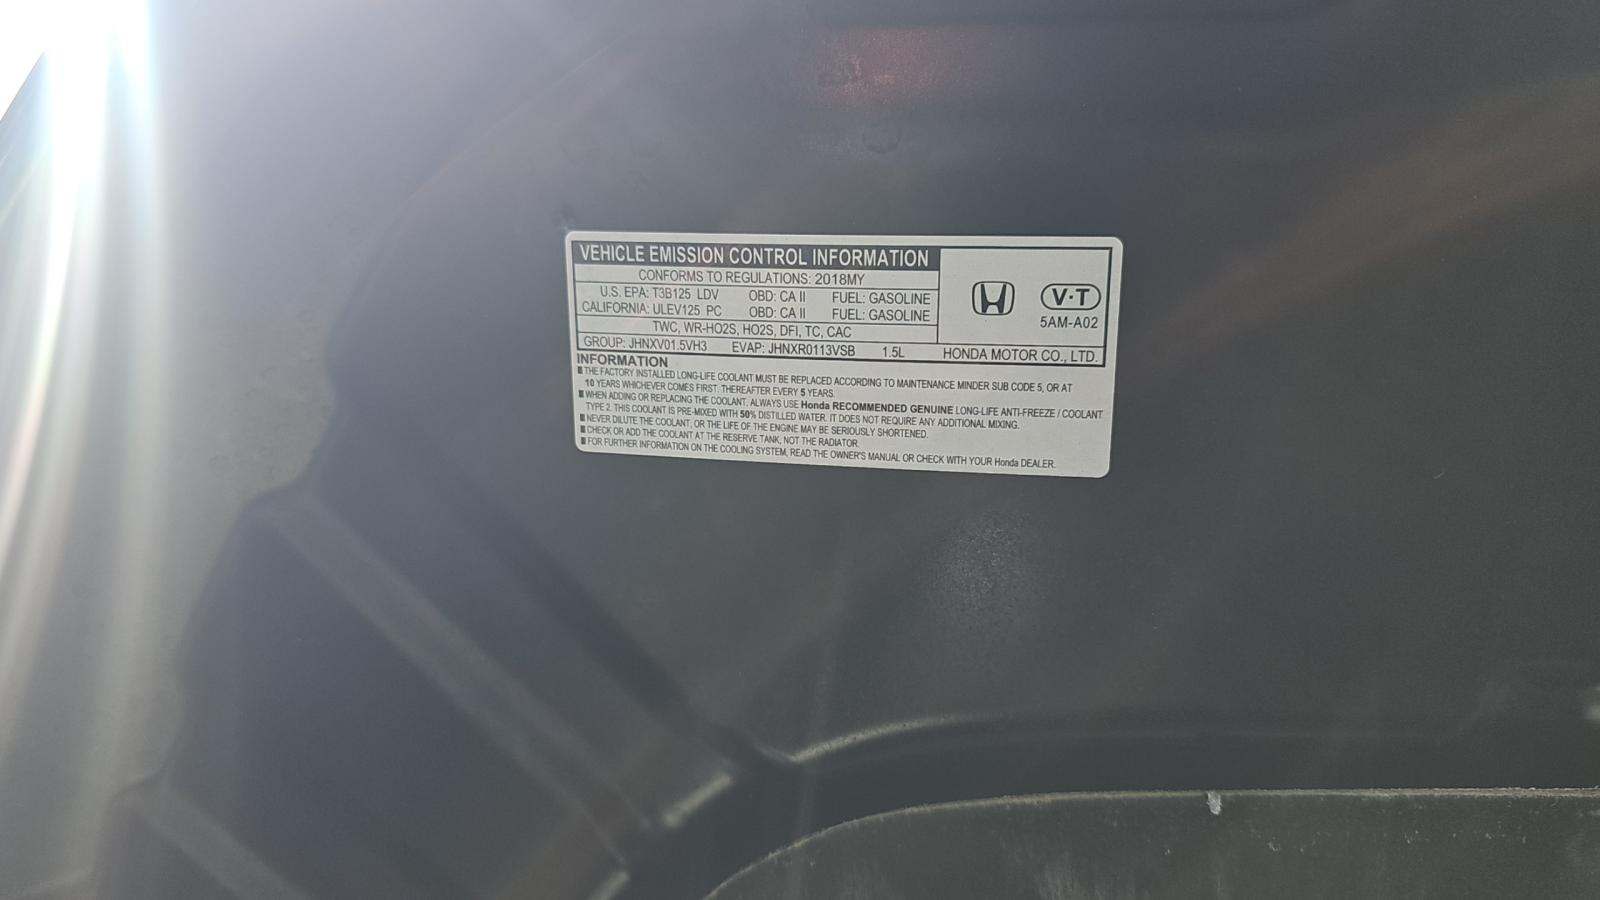 VEHICLE EMISSION CONTROL INFORMATION
CONFORMS TO REGULATIONS: 2018MY
U.S. EPA: T3B125 LDV OBD: CA II FUEL: GASOLINE
CALIFORNIA: ULEV125 PC OBD: CA II FUEL: GASOLINE
TWC, WR-HO2S, HO2S, DFI, TC, CAC
GROUP: JHNXV01.5VH3 EVAP: JHNXR0113VSB 1.5L
V·T
5AM-A02
HONDA MOTOR CO., LTD.
INFORMATION
■ THE FACTORY INSTALLED LONG-LIFE COOLANT MUST BE REPLACED ACCORDING TO MAINTENANCE MINDER SUB CODE 5, OR AT
10 YEARS WHICHEVER COMES FIRST. THEREAFTER EVERY 5 YEARS.
■ WHEN ADDING OR REPLACING THE COOLANT, ALWAYS USE Honda RECOMMENDED GENUINE LONG-LIFE ANTI-FREEZE / COOLANT
TYPE 2. THIS COOLANT IS PRE-MIXED WITH 50% DISTILLED WATER. IT DOES NOT REQUIRE ANY ADDITIONAL MIXING.
■ NEVER DILUTE THE COOLANT, OR THE LIFE OF THE ENGINE MAY BE SERIOUSLY SHORTENED.
■ CHECK OR ADD THE COOLANT AT THE RESERVE TANK, NOT THE RADIATOR.
■ FOR FURTHER INFORMATION ON THE COOLING SYSTEM, READ THE OWNER'S MANUAL OR CHECK WITH YOUR Honda DEALER.